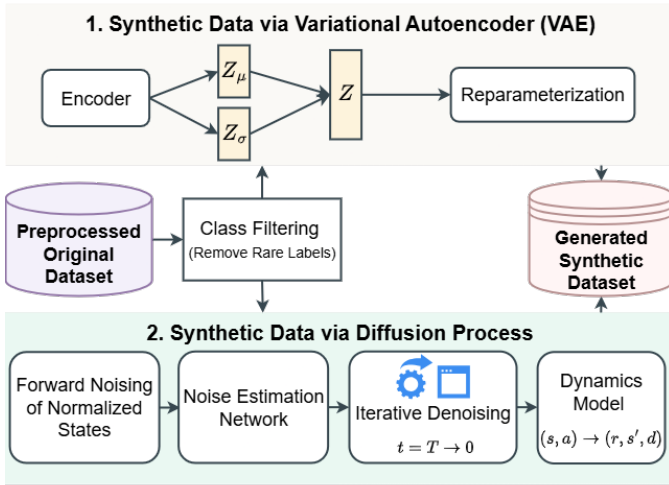 1. Synthetic Data via Variational Autoencoder (VAE)
Encoder
Zμ
Zσ
Z
Reparameterization
Preprocessed
Original
Dataset
Class Filtering
(Remove Rare Labels)
Generated
Synthetic
Dataset
2. Synthetic Data via Diffusion Process
Forward Noising
of Normalized
States
Noise Estimation
Network
Iterative Denoising
t = T → 0
Dynamics
Model
(s, a) → (r, s′, d)